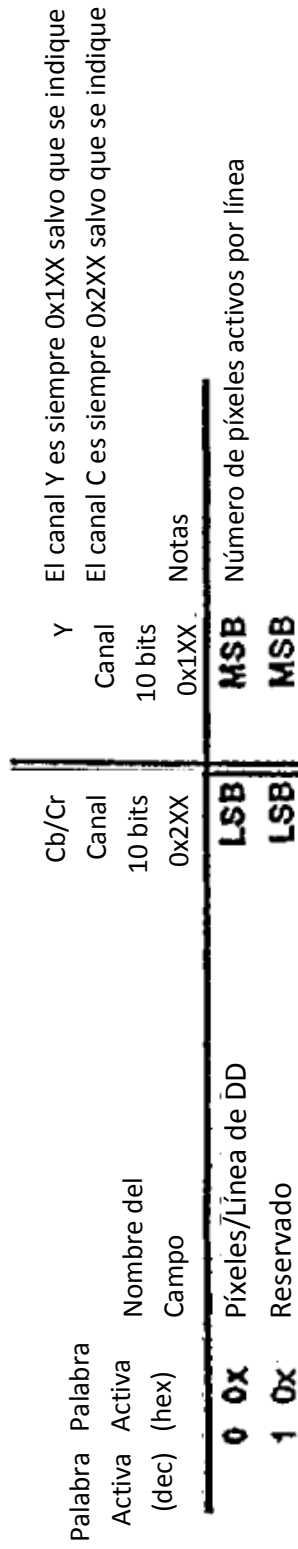 Cb/Cr Y El canal Y es siempre 0x1XX salvo que se indique
Palabra Palabra Canal Canal El canal C es siempre 0x2XX salvo que se indique
Activa Activa Nombre del 10 bits 10 bits
(dec) (hex) Campo 0x2XX 0x1XX Notas
0 0x Píxeles/Línea de DD LSB MSB Número de píxeles activos por línea
1 0x Reservado LSB MSB